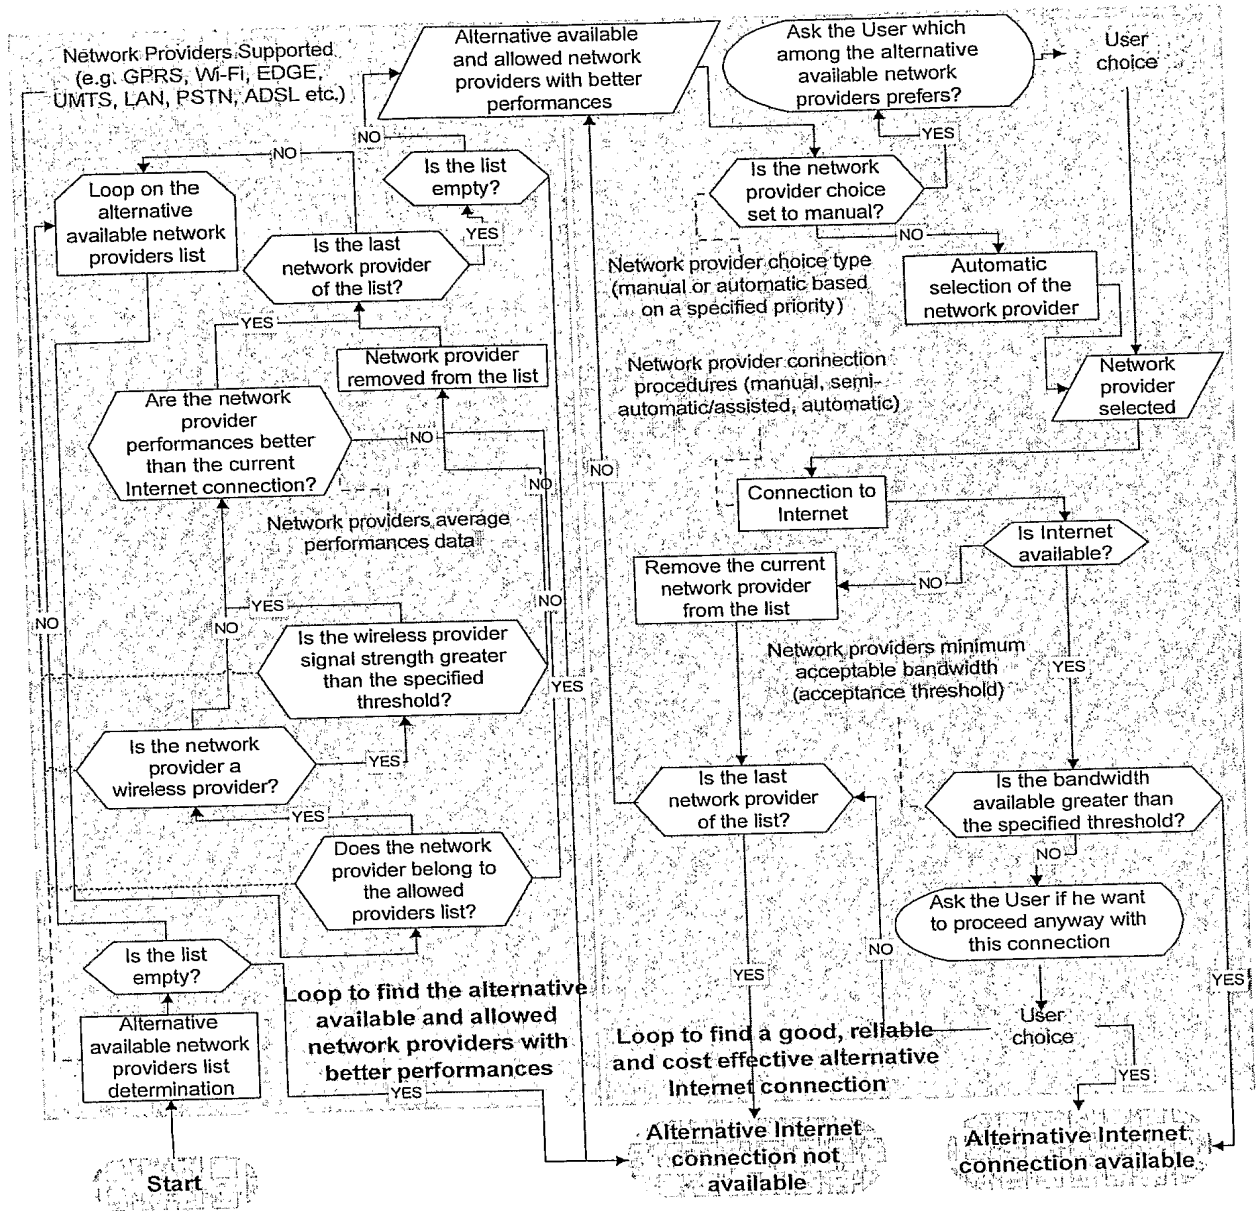 Network Providers Supported
(e.g. GPRS, Wi-Fi, EDGE,
UMTS, LAN, PSTN, ADSL etc.)
Alternative available
and allowed network
providers with better
performances
Ask the User which
among the alternative
available network
providers prefers?
User
choice
NO
YES
NO
Is the list
empty?
Is the network
provider choice
set to manual?
Loop on the
alternative
available network
providers list
YES
Is the last
network provider
of the list?
NO
Network provider choice type
(manual or automatic based
on a specified priority)
Automatic
selection of the
network provider
YES
Network provider
removed from the list
Network provider connection
procedures (manual, semi-
automatic/assisted, automatic)
Network
provider
selected
Are the network
provider
performances better
than the current
Internet connection?
NO
NO
NO
Connection to
Internet
Network providers average
performances data
Is Internet
available?
Remove the current
network provider
from the list
NO
YES
NO
NO
NO
Is the wireless provider
signal strength greater
than the specified
threshold?
Network providers minimum
acceptable bandwidth
(acceptance threshold)
YES
YES
Is the network
provider a
wireless provider?
YES
Is the last
network provider
of the list?
Is the bandwidth
available greater than
the specified threshold?
YES
Does the network
provider belong to
the allowed
providers list?
NO
Ask the User if he want
to proceed anyway with
this connection
Is the list
empty?
NO
YES
YES
Loop to find the alternative
available and allowed
network providers with
better performances
Alternative
available network
providers list
determination
User
choice
Loop to find a good, reliable
and cost effective alternative
Internet connection
YES
YES
Alternative Internet
connection not
available
Alternative Internet
connection available
Start